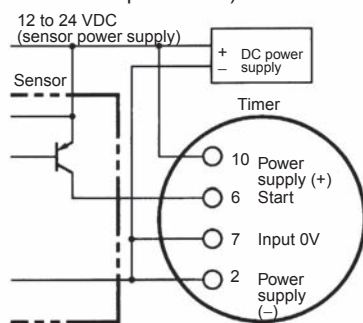 12 to 24 VDC
(sensor power supply)
+ DC power
– supply
Sensor
Timer
10 Power
supply (+)
6 Start
7 Input 0V
2 Power
supply
(–)